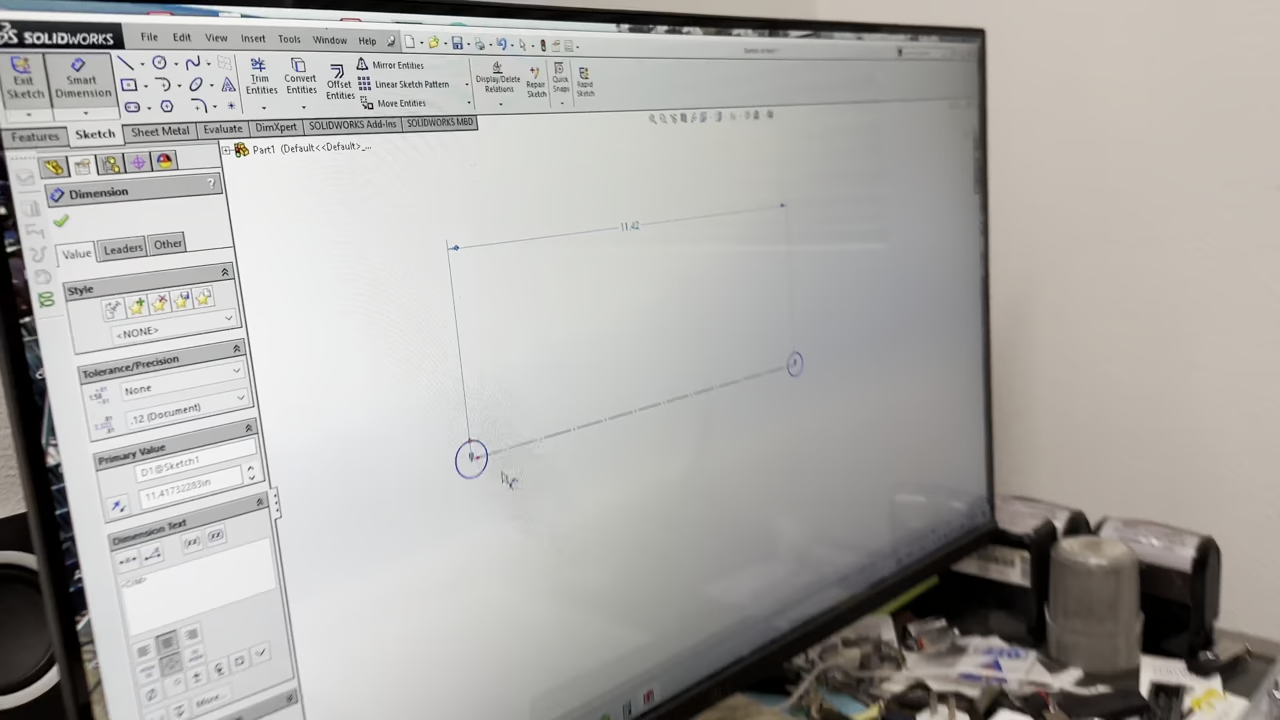 SOLIDWORKS File Edit View Insert Tools Window Help
Exit Sketch
Smart Dimension
Trim Entities
Convert Entities
Offset Entities
Mirror Entities
Linear Sketch Pattern
Move Entities
Display/Delete Relations
Repair Sketch
Quick Snaps
Rapid Sketch
Features Sketch Sheet Metal Evaluate DimXpert SOLIDWORKS Add-Ins SOLIDWORKS MBD
Part1 (Default<<Default>_...
Dimension ?
Value Leaders Other
Style
<NONE>
Tolerance/Precision
None
.12 (Document)
Primary Value
D1@Sketch1
11.41732283in
Dimension Text
<DIM>
More...
11.42